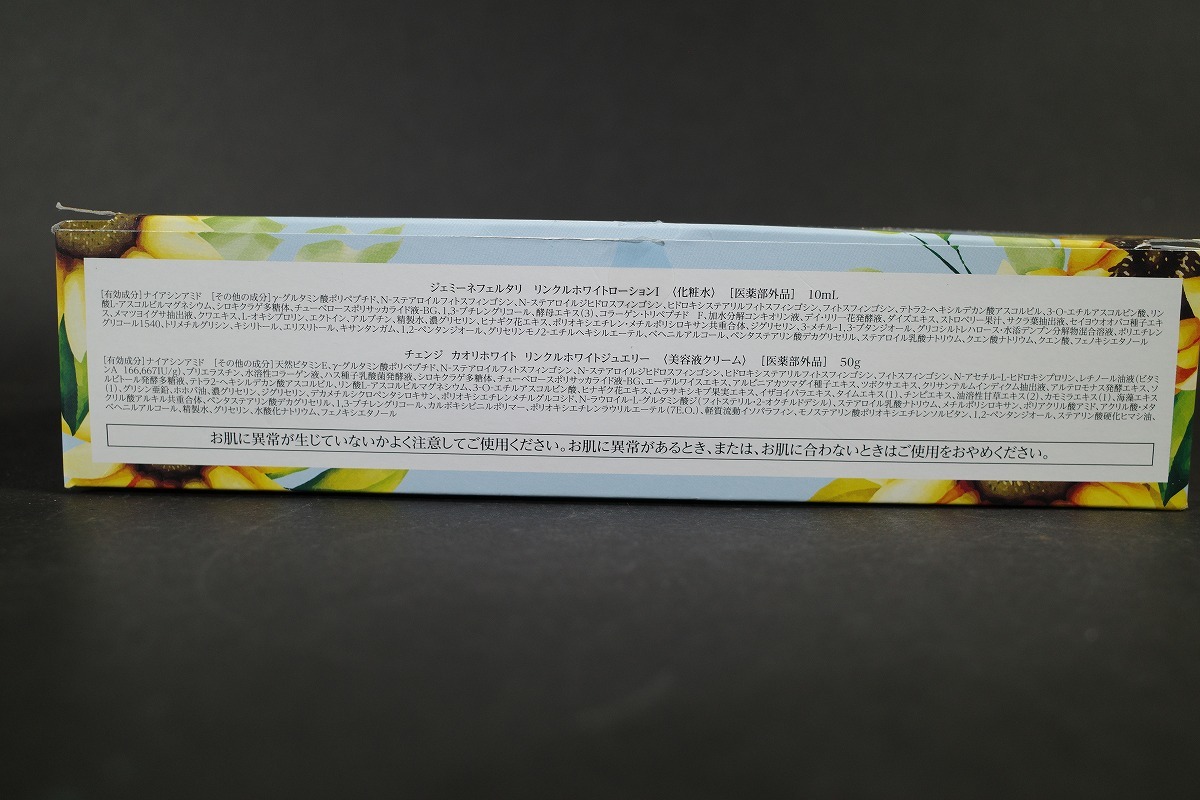 ジェミーネフェルタリ リンクルホワイトローションⅠ 〈化粧水〉 [医薬部外品] 10mL
[有効成分]ナイアシンアミド [その他の成分]γ-グルタミン酸ポリペプチド、N-ステアロイルフィトスフィンゴシン、N-ステアロイルジヒドロスフィンゴシン、ヒドロキシステアリルフィトスフィンゴシン、フィトスフィンゴシン、テトラ2-ヘキシルデカン酸アスコルビル、3-O-エチルアスコルビン酸、リン
酸L-アスコルビルマグネシウム、シロキクラゲ多糖体、チューベロースポリサッカライド液-BG、1,3-ブチレングリコール、酵母エキス(3)、コラーゲン・トリペプチド F、加水分解コンキオリン液、デイ・リリー花発酵液、ダイズエキス、ストロベリー果汁、サクラ葉抽出液、セイヨウオオバコ種子エキ
ス、メマツヨイグサ抽出液、クワエキス、L-オキシプロリン、エクトイン、アルブチン、精製水、濃グリセリン、ヒナギク花エキス、ポリオキシエチレン・メチルポリシロキサン共重合体、ジグリセリン、3-メチル-1,3-ブタンジオール、グリコシルトレハロース・水添デンプン分解物混合溶液、ポリエチレン
グリコール1540、トリメチルグリシン、キシリトール、エリスリトール、キサンタンガム、1,2-ペンタンジオール、グリセリンモノ2-エチルヘキシルエーテル、ベヘニルアルコール、ペンタステアリン酸デカグリセリル、ステアロイル乳酸ナトリウム、クエン酸ナトリウム、クエン酸、フェノキシエタノール
チェンジ カオリホワイト リンクルホワイトジュエリー 〈美容液クリーム〉 [医薬部外品] 50g
[有効成分]ナイアシンアミド [その他の成分]天然ビタミンE、γ-グルタミン酸ポリペプチド、N-ステアロイルフィトスフィンゴシン、N-ステアロイルジヒドロスフィンゴシン、ヒドロキシステアリルフィトスフィンゴシン、フィトスフィンゴシン、N-アセチル-L-ヒドロキシプロリン、レチノール油液(ビタミ
ンA 166,667IU/g)、プリエラスチン、水溶性コラーゲン液、ハス種子乳酸菌発酵液、シロキクラゲ多糖体、チューベロースポリサッカライド液-BG、エーデルワイスエキス、アルピニアカツマダイ種子エキス、ツボクサエキス、クリサンテルムインディクム抽出液、アルテロモナス発酵エキス、ソ
ルビトール発酵多糖液、テトラ2-ヘキシルデカン酸アスコルビル、リン酸L-アスコルビルマグネシウム、3-O-エチルアスコルビン酸、ヒナギク花エキス、ムラサキシキブ果実エキス、イザヨイバラエキス、タイムエキス(1)、チンピエキス、油溶性甘草エキス(2)、カモミラエキス(1)、海藻エキス
(1)、グリシン亜鉛、ホホバ油、濃グリセリン、ジグリセリン、デカメチルシクロペンタシロキサン、ポリオキシエチレンメチルグルコシド、N-ラウロイル-L-グルタミン酸ジ(フィトステリル・2-オクチルドデシル)、ステアロイル乳酸ナトリウム、メチルポリシロキサン、ポリアクリル酸アミド、アクリル酸・メタ
クリル酸アルキル共重合体、ペンタステアリン酸デカグリセリル、1,3-ブチレングリコール、カルボキシビニルポリマー、ポリオキシエチレンラウリルエーテル(7E.O.)、軽質流動イソパラフィン、モノステアリン酸ポリオキシエチレンソルビタン、1,2-ペンタンジオール、ステアリン酸硬化ヒマシ油、
ベヘニルアルコール、精製水、グリセリン、水酸化ナトリウム、フェノキシエタノール
お肌に異常が生じていないかよく注意してご使用ください。お肌に異常があるとき、または、お肌に合わないときはご使用をおやめください。